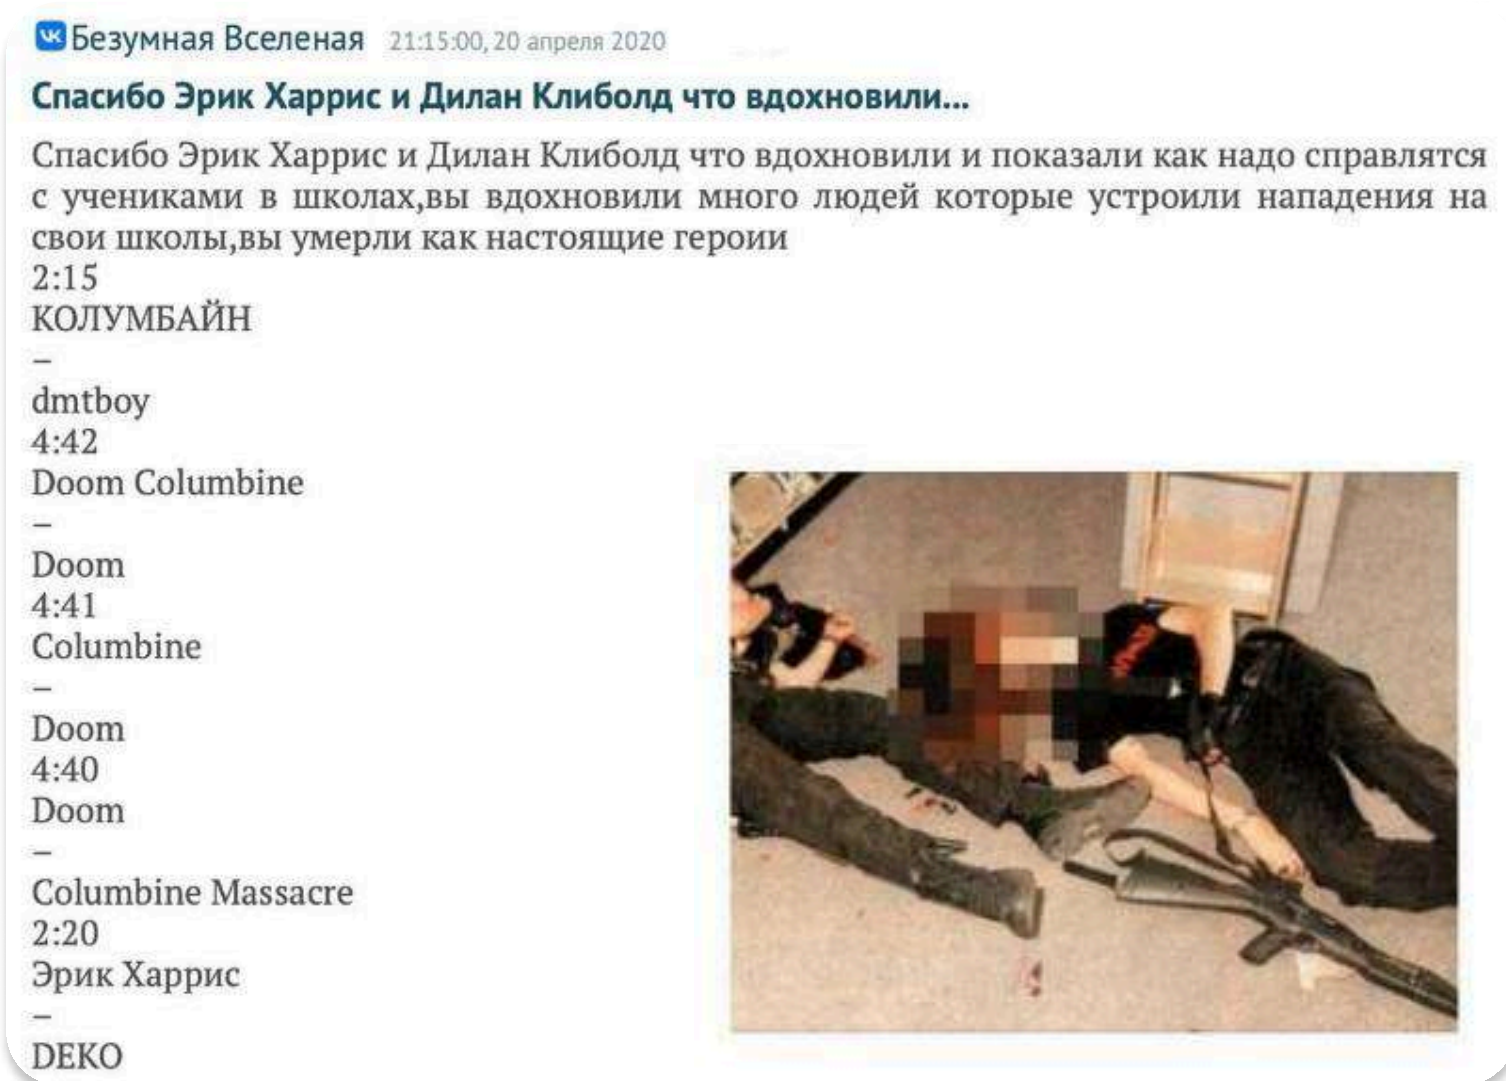 Безумная Вселеная 21:15:00, 20 апреля 2020
Спасибо Эрик Харрис и Дилан Клиболд что вдохновили...
Спасибо Эрик Харрис и Дилан Клиболд что вдохновили и показали как надо справлятся
с учениками в школах,вы вдохновили много людей которые устроили нападения на
свои школы,вы умерли как настоящие героии
2:15
КОЛУМБАЙН
–
dmtboy
4:42
Doom Columbine
–
Doom
4:41
Columbine
–
Doom
4:40
Doom
–
Columbine Massacre
2:20
Эрик Харрис
–
DEKO